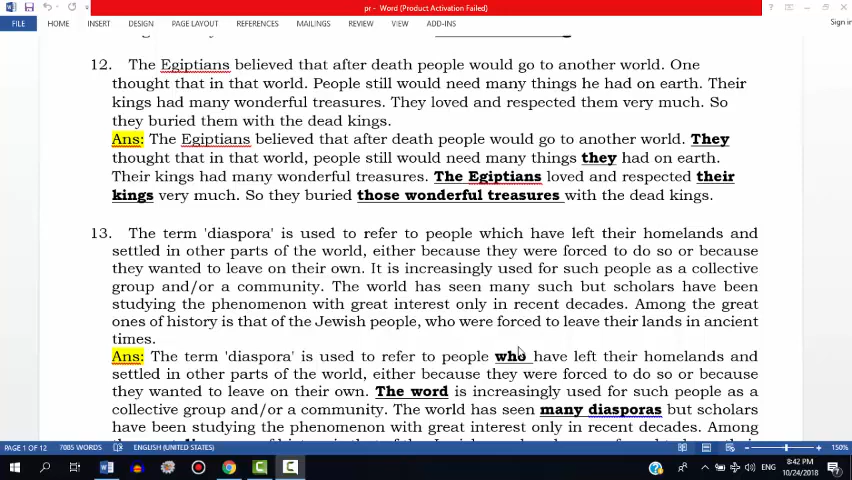 pr - Word (Product Activation Failed)
FILE HOME INSERT DESIGN PAGE LAYOUT REFERENCES MAILINGS REVIEW VIEW ADD-INS Sign in
12. The Egiptians believed that after death people would go to another world. One
thought that in that world. People still would need many things he had on earth. Their
kings had many wonderful treasures. They loved and respected them very much. So
they buried them with the dead kings.
Ans: The Egiptians believed that after death people would go to another world. They
thought that in that world, people still would need many things they had on earth.
Their kings had many wonderful treasures. The Egiptians loved and respected their
kings very much. So they buried those wonderful treasures with the dead kings.
13. The term 'diaspora' is used to refer to people which have left their homelands and
settled in other parts of the world, either because they were forced to do so or because
they wanted to leave on their own. It is increasingly used for such people as a collective
group and/or a community. The world has seen many such but scholars have been
studying the phenomenon with great interest only in recent decades. Among the great
ones of history is that of the Jewish people, who were forced to leave their lands in ancient
times.
Ans: The term 'diaspora' is used to refer to people who have left their homelands and
settled in other parts of the world, either because they were forced to do so or because
they wanted to leave on their own. The word is increasingly used for such people as a
collective group and/or a community. The world has seen many diasporas but scholars
have been studying the phenomenon with great interest only in recent decades. Among
PAGE 1 OF 12 7085 WORDS ENGLISH (UNITED STATES) 150%
ENG 8:42 PM
10/24/2018